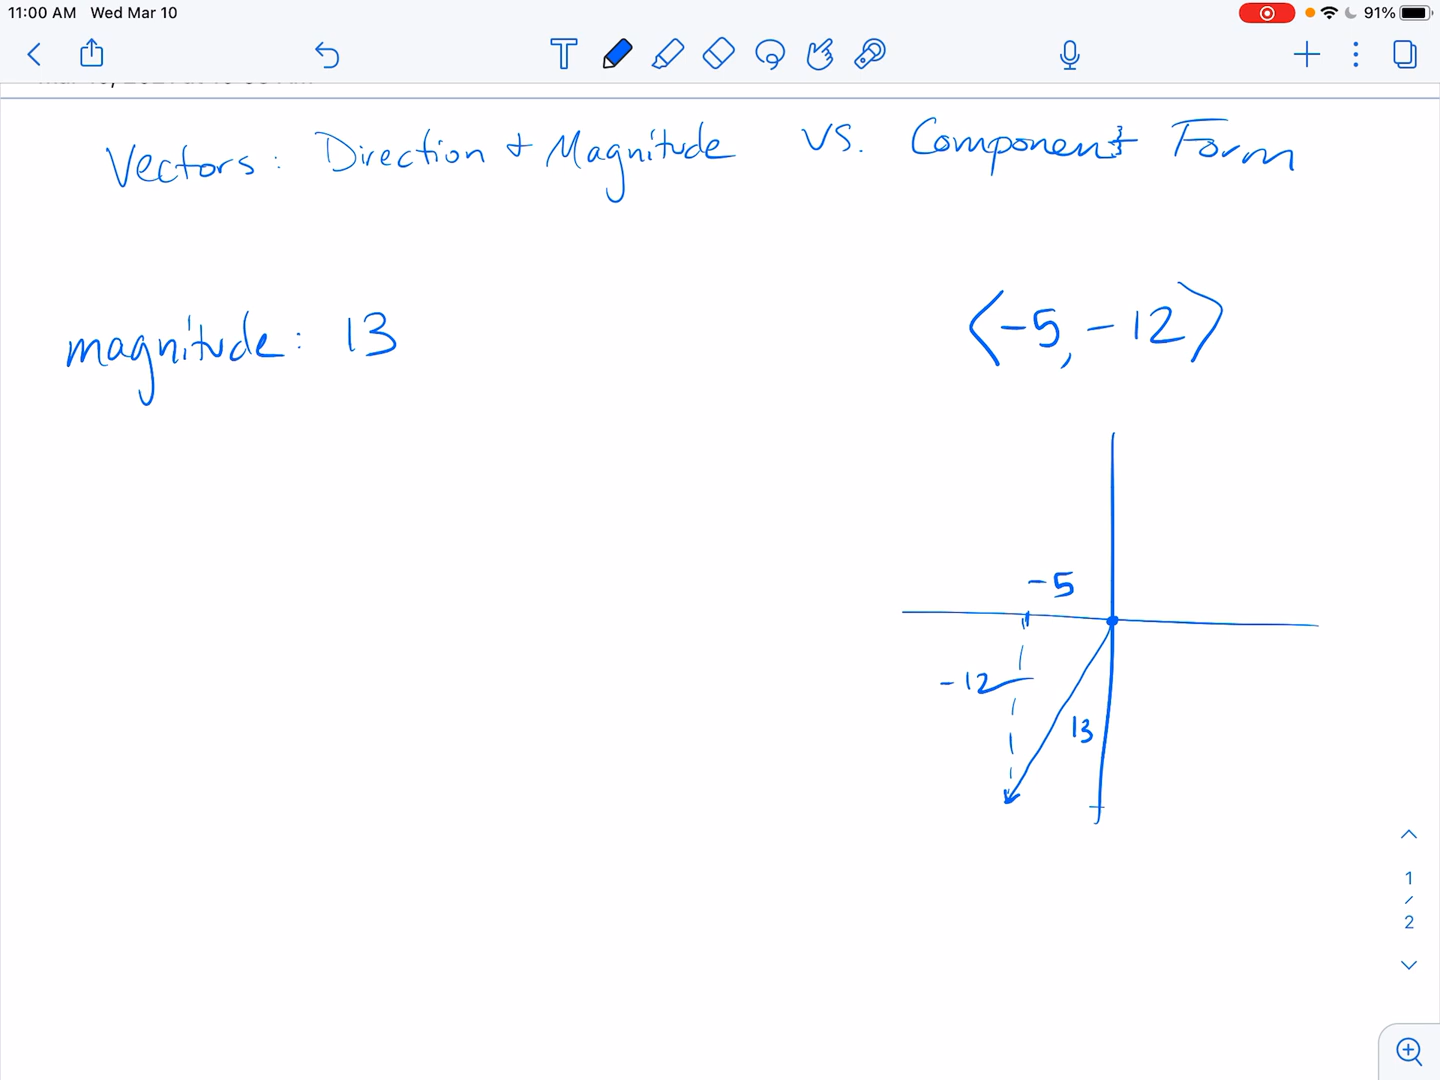 11:00 AM Wed Mar 10 91%
Vectors: Direction + Magnitude vs. Component Form
magnitude: 13
⟨-5, -12⟩
-5
-12
13
1
/
2